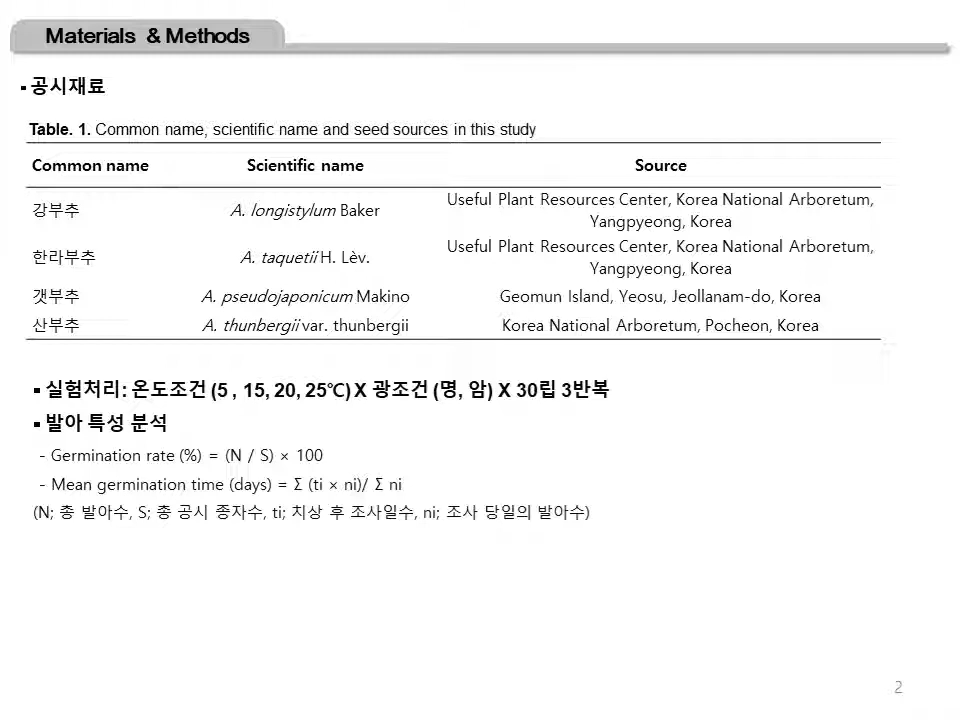 Materials & Methods
▪ 공시재료
Table. 1. Common name, scientific name and seed sources in this study
Common name Scientific name Source
강부추 A. longistylum Baker Useful Plant Resources Center, Korea National Arboretum,
Yangpyeong, Korea
한라부추 A. taquetii H. Lèv. Useful Plant Resources Center, Korea National Arboretum,
Yangpyeong, Korea
갯부추 A. pseudojaponicum Makino Geomun Island, Yeosu, Jeollanam-do, Korea
산부추 A. thunbergii var. thunbergii Korea National Arboretum, Pocheon, Korea
▪ 실험처리: 온도조건 (5 , 15, 20, 25℃) X 광조건 (명, 암) X 30립 3반복
▪ 발아 특성 분석
- Germination rate (%) = (N / S) × 100
- Mean germination time (days) = Σ (ti × ni)/ Σ ni
(N; 총 발아수, S; 총 공시 종자수, ti; 치상 후 조사일수, ni; 조사 당일의 발아수)
2